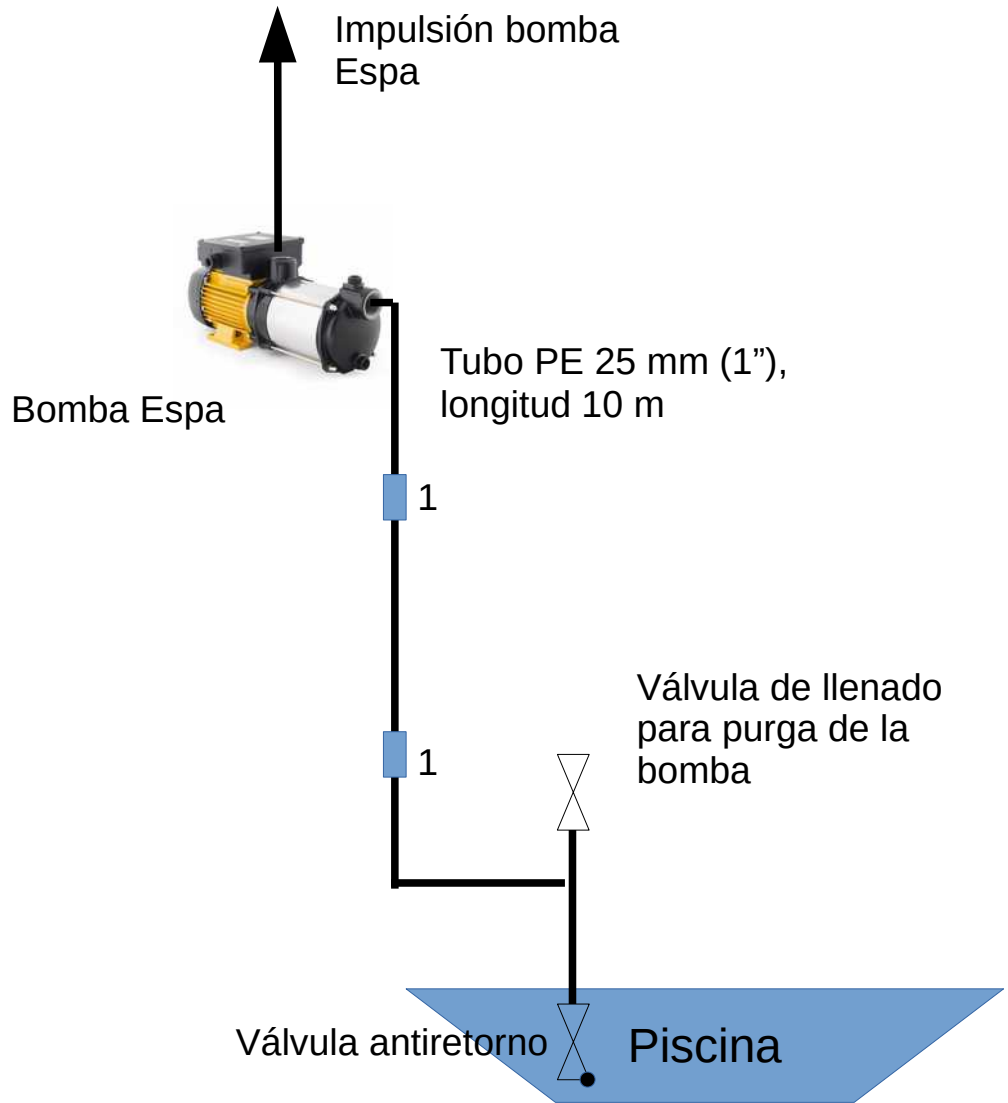 Impulsión bomba
Espa
Tubo PE 25 mm (1”),
longitud 10 m
Bomba Espa
1
Válvula de llenado
para purga de la
bomba
1
Válvula antiretorno
Piscina